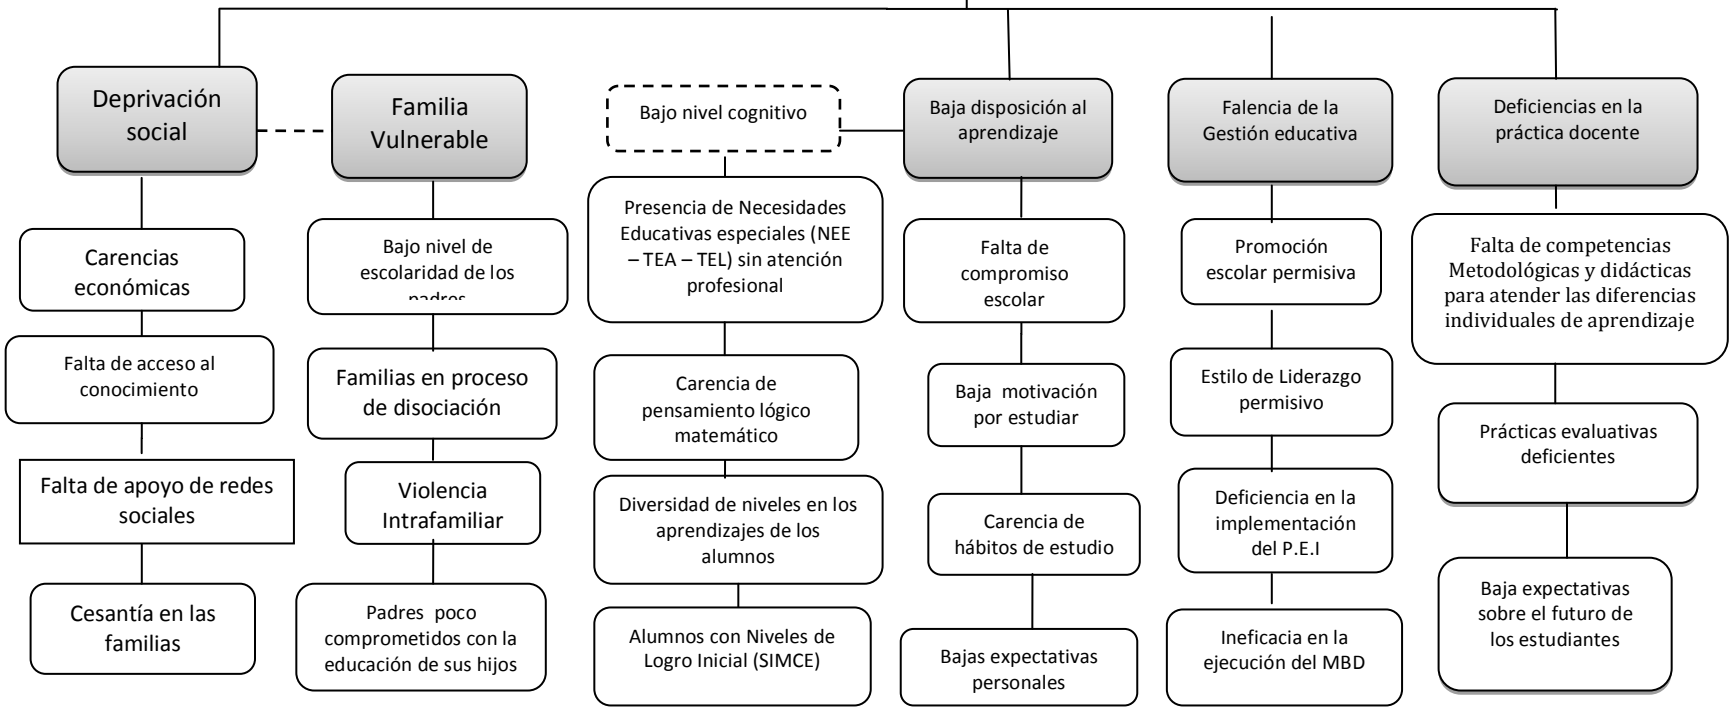 Deprivación
social
Familia
Vulnerable
Bajo nivel cognitivo
Baja disposición al
aprendizaje
Falencia de la
Gestión educativa
Deficiencias en la
práctica docente
Carencias
económicas
Falta de acceso al
conocimiento
Falta de apoyo de redes
sociales
Cesantía en las
familias
Bajo nivel de
escolaridad de los
padres
Familias en proceso
de disociación
Violencia
Intrafamiliar
Padres poco
comprometidos con la
educación de sus hijos
Presencia de Necesidades
Educativas especiales (NEE
– TEA – TEL) sin atención
profesional
Carencia de
pensamiento lógico
matemático
Diversidad de niveles en los
aprendizajes de los
alumnos
Alumnos con Niveles de
Logro Inicial (SIMCE)
Falta de
compromiso
escolar
Baja motivación
por estudiar
Carencia de
hábitos de estudio
Bajas expectativas
personales
Promoción
escolar permisiva
Estilo de Liderazgo
permisivo
Deficiencia en la
implementación
del P.E.I
Ineficacia en la
ejecución del MBD
Falta de competencias
Metodológicas y didácticas
para atender las diferencias
individuales de aprendizaje
Prácticas evaluativas
deficientes
Baja expectativas
sobre el futuro de
los estudiantes